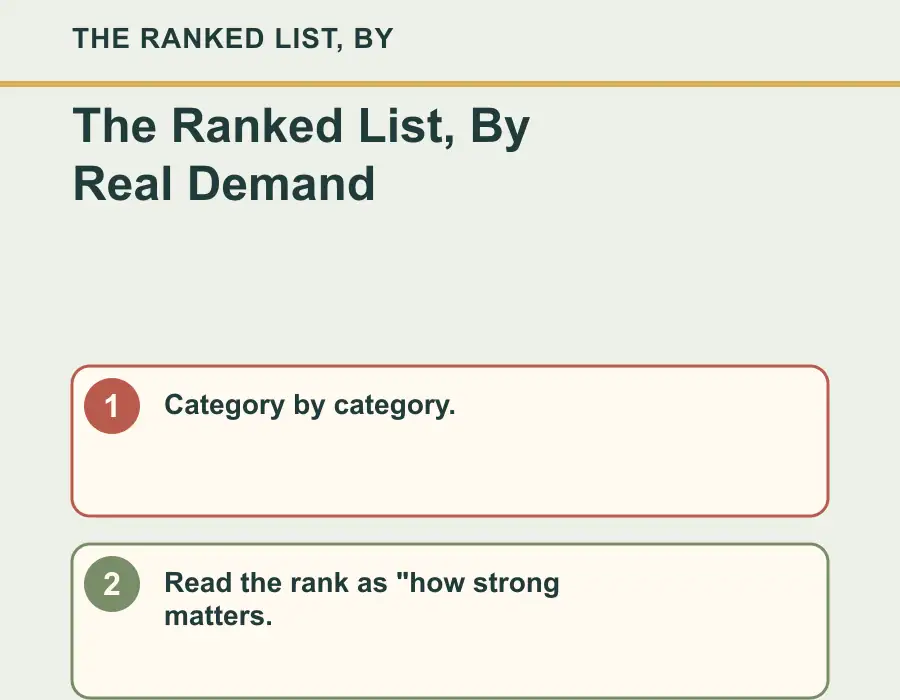 THE RANKED LIST, BY
The Ranked List, By
Real Demand
1
Category by category.
2
Read the rank as "how strong
matters.